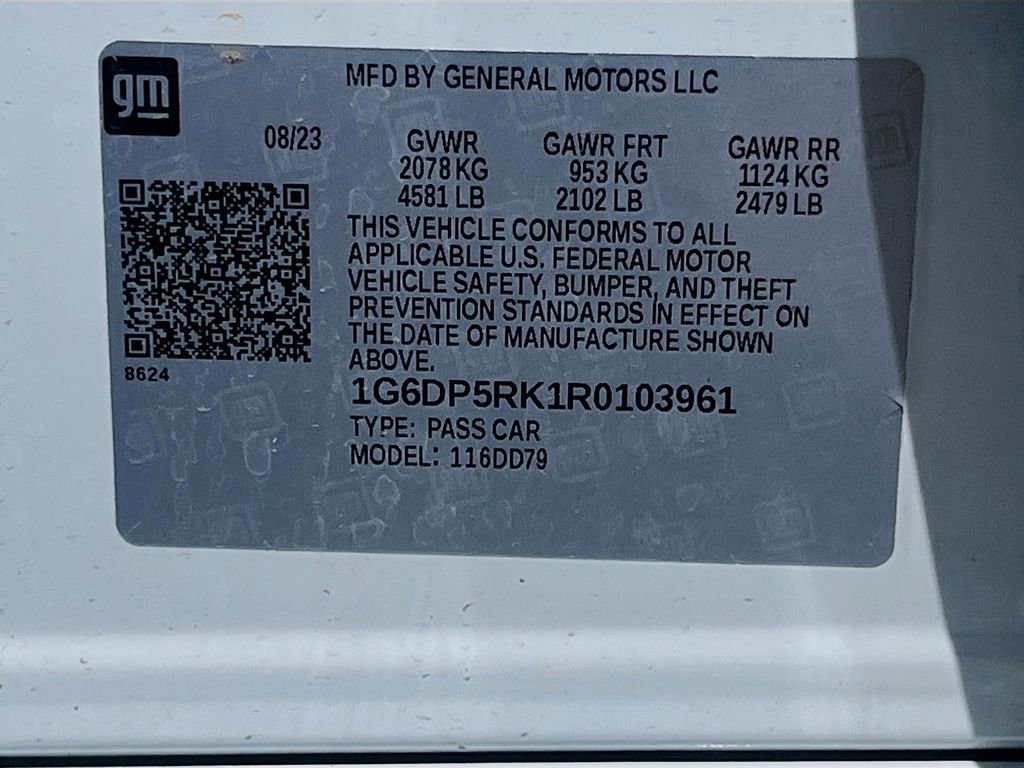 gm
MFD BY GENERAL MOTORS LLC
08/23 GVWR GAWR FRT GAWR RR
2078 KG 953 KG 1124 KG
4581 LB 2102 LB 2479 LB
THIS VEHICLE CONFORMS TO ALL
APPLICABLE U.S. FEDERAL MOTOR
VEHICLE SAFETY, BUMPER, AND THEFT
PREVENTION STANDARDS IN EFFECT ON
THE DATE OF MANUFACTURE SHOWN
ABOVE.
8624
1G6DP5RK1R0103961
TYPE: PASS CAR
MODEL: 116DD79